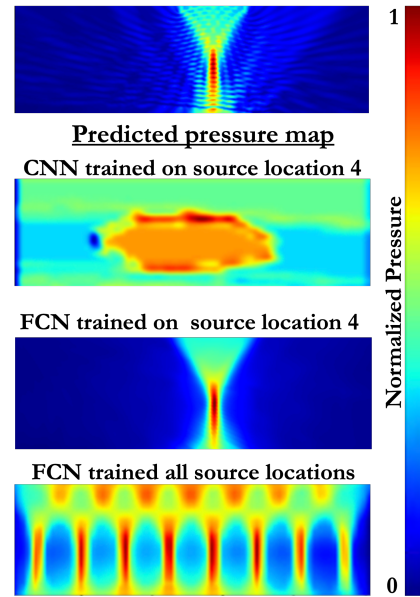 1
Predicted pressure map
CNN trained on source location 4
FCN trained on source location 4
FCN trained all source locations
Normalized Pressure
0